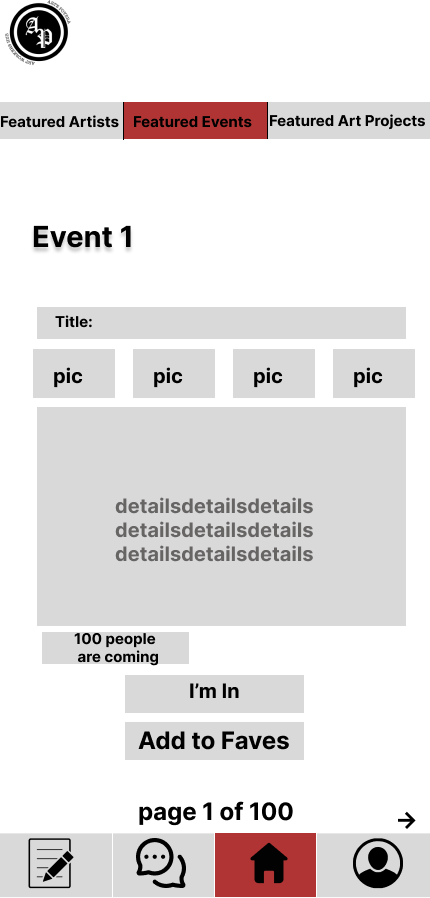 AP
Featured Artists
Featured Events
Featured Art Projects
Event 1
Title:
pic
pic
pic
pic
detailsdetailsdetails
detailsdetailsdetails
detailsdetailsdetails
100 people
are coming
I’m In
Add to Faves
page 1 of 100